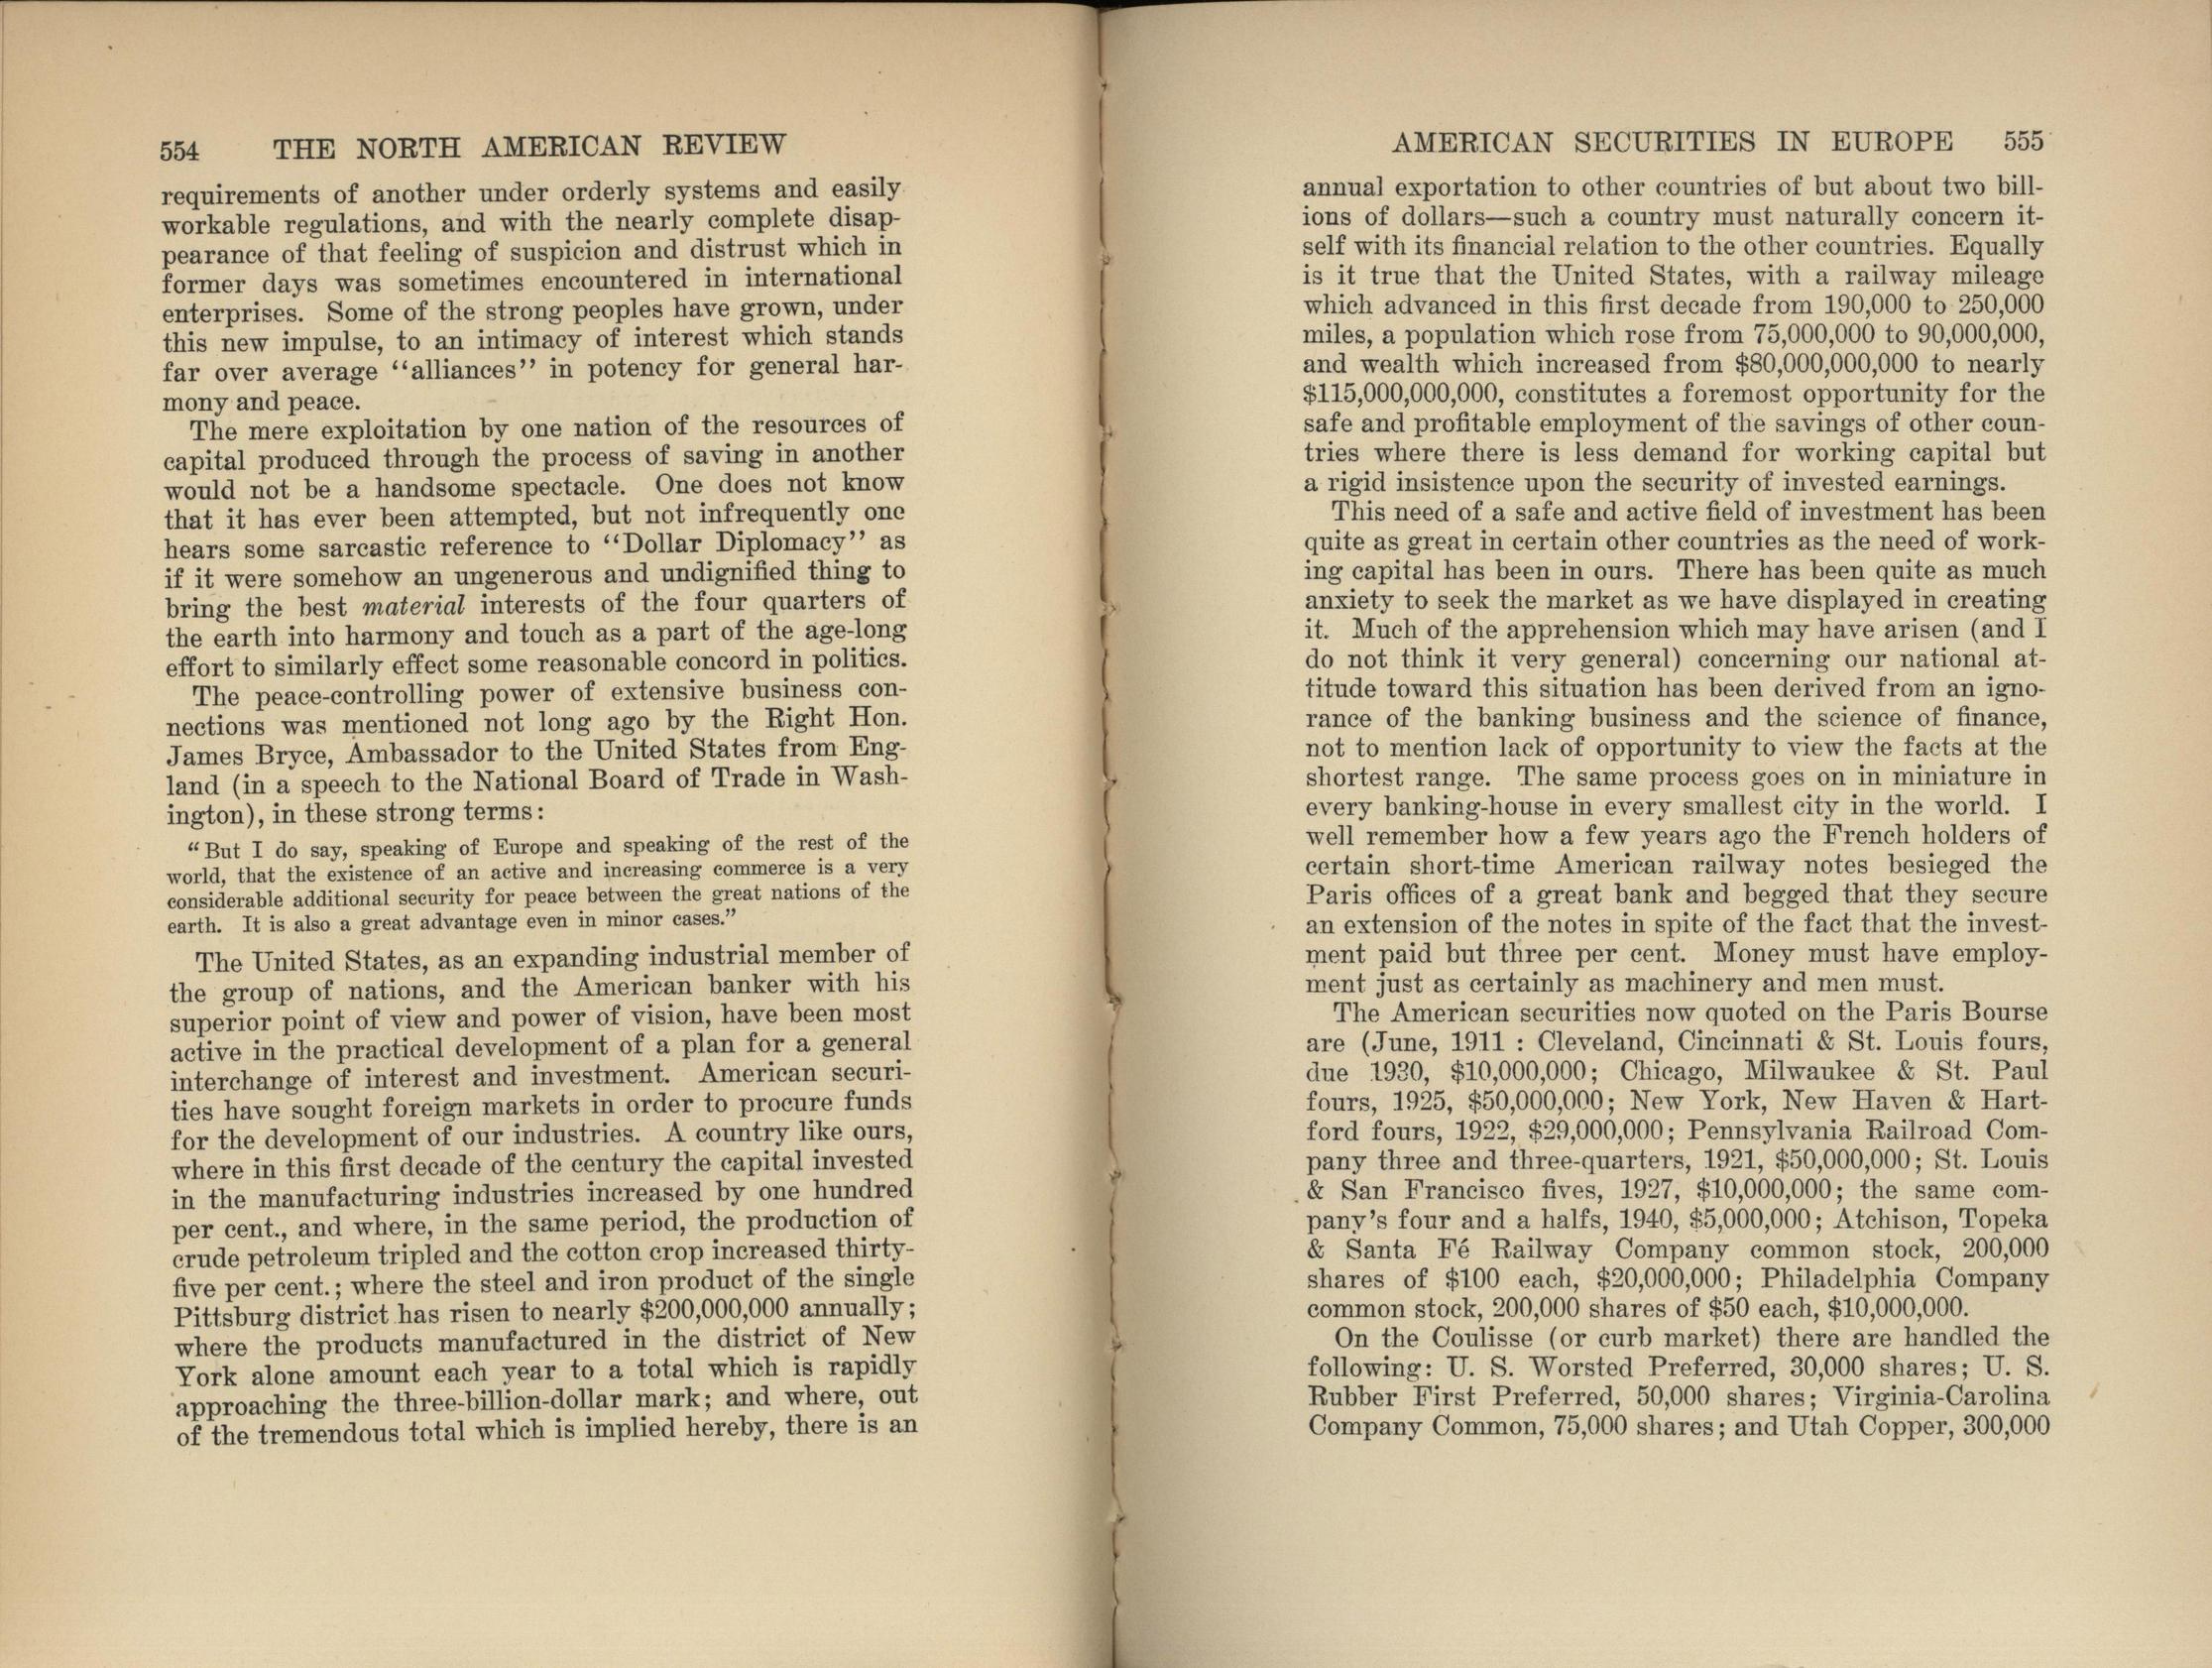 554 THE NORTH AMERICAN REVIEW
requirements of another under orderly systems and easily
workable regulations, and with the nearly complete disap-
pearance of that feeling of suspicion and distrust which in
former days was sometimes encountered in international
enterprises. Some of the strong peoples have grown, under
this new impulse, to an intimacy of interest which stands
far over average “alliances” in potency for general har-
mony and peace.
The mere exploitation by one nation of the resources of
capital produced through the process of saving in another
would not be a handsome spectacle. One does not know
that it has ever been attempted, but not infrequently one
hears some sarcastic reference to “Dollar Diplomacy” as
if it were somehow an ungenerous and undignified thing to
bring the best material interests of the four quarters of
the earth into harmony and touch as a part of the age-long
effort to similarly effect some reasonable concord in politics.
The peace-controlling power of extensive business con-
nections was mentioned not long ago by the Right Hon.
James Bryce, Ambassador to the United States from Eng-
land (in a speech to the National Board of Trade in Wash-
ington), in these strong terms:
“But I do say, speaking of Europe and speaking of the rest of the
world, that the existence of an active and increasing commerce is a very
considerable additional security for peace between the great nations of the
earth. It is also a great advantage even in minor cases.”
The United States, as an expanding industrial member of
the group of nations, and the American banker with his
superior point of view and power of vision, have been most
active in the practical development of a plan for a general
interchange of interest and investment. American securi-
ties have sought foreign markets in order to procure funds
for the development of our industries. A country like ours,
where in this first decade of the century the capital invested
in the manufacturing industries increased by one hundred
per cent., and where, in the same period, the production of
crude petroleum tripled and the cotton crop increased thirty-
five per cent.; where the steel and iron product of the single
Pittsburg district has risen to nearly $200,000,000 annually;
where the products manufactured in the district of New
York alone amount each year to a total which is rapidly
approaching the three-billion-dollar mark; and where, out
of the tremendous total which is implied hereby, there is an
AMERICAN SECURITIES IN EUROPE 555
annual exportation to other countries of but about two bill-
ions of dollars—such a country must naturally concern it-
self with its financial relation to the other countries. Equally
is it true that the United States, with a railway mileage
which advanced in this first decade from 190,000 to 250,000
miles, a population which rose from 75,000,000 to 90,000,000,
and wealth which increased from $80,000,000,000 to nearly
$115,000,000,000, constitutes a foremost opportunity for the
safe and profitable employment of the savings of other coun-
tries where there is less demand for working capital but
a rigid insistence upon the security of invested earnings.
This need of a safe and active field of investment has been
quite as great in certain other countries as the need of work-
ing capital has been in ours. There has been quite as much
anxiety to seek the market as we have displayed in creating
it. Much of the apprehension which may have arisen (and I
do not think it very general) concerning our national at-
titude toward this situation has been derived from an igno-
rance of the banking business and the science of finance,
not to mention lack of opportunity to view the facts at the
shortest range. The same process goes on in miniature in
every banking-house in every smallest city in the world. I
well remember how a few years ago the French holders of
certain short-time American railway notes besieged the
Paris offices of a great bank and begged that they secure
an extension of the notes in spite of the fact that the invest-
ment paid but three per cent. Money must have employ-
ment just as certainly as machinery and men must.
The American securities now quoted on the Paris Bourse
are (June, 1911 : Cleveland, Cincinnati & St. Louis fours,
due 1930, $10,000,000; Chicago, Milwaukee & St. Paul
fours, 1925, $50,000,000; New York, New Haven & Hart-
ford fours, 1922, $29,000,000; Pennsylvania Railroad Com-
pany three and three-quarters, 1921, $50,000,000; St. Louis
& San Francisco fives, 1927, $10,000,000; the same com-
pany’s four and a halfs, 1940, $5,000,000; Atchison, Topeka
& Santa Fé Railway Company common stock, 200,000
shares of $100 each, $20,000,000; Philadelphia Company
common stock, 200,000 shares of $50 each, $10,000,000.
On the Coulisse (or curb market) there are handled the
following: U. S. Worsted Preferred, 30,000 shares; U. S.
Rubber First Preferred, 50,000 shares; Virginia-Carolina
Company Common, 75,000 shares; and Utah Copper, 300,000